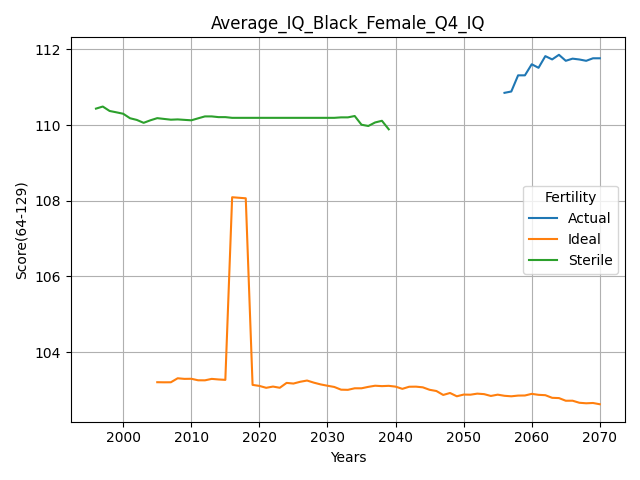 Average_IQ_Black_Female_Q4_IQ
112
110
108
106
104
Score(64-129)
Fertility
Actual
Ideal
Sterile
2000 2010 2020 2030 2040 2050 2060 2070
Years